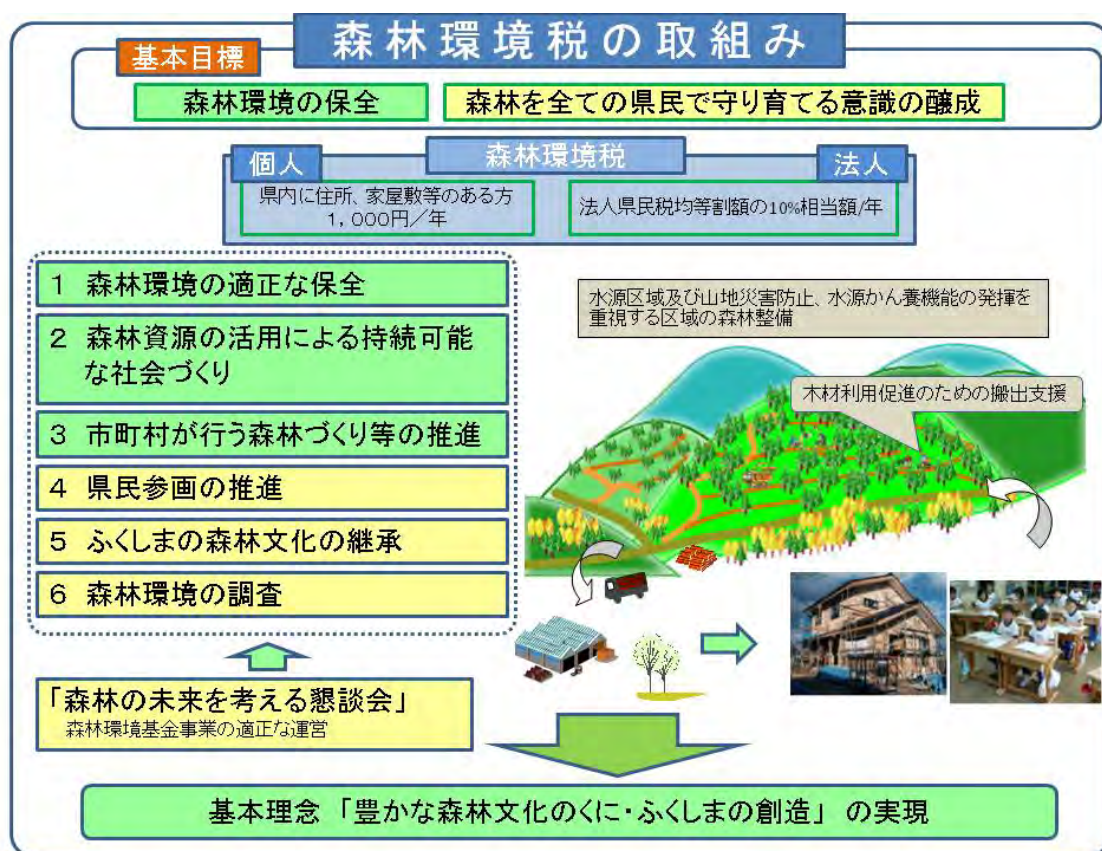 森林環境税の取組み
基本目標
森林環境の保全
森林を全ての県民で守り育てる意識の醸成
森林環境税
個人
県内に住所、家屋敷等のある方
1,000円／年
法人
法人県民税均等割額の10%相当額/年
1 森林環境の適正な保全
2 森林資源の活用による持続可能
な社会づくり
3 市町村が行う森林づくり等の推進
4 県民参画の推進
5 ふくしまの森林文化の継承
6 森林環境の調査
水源区域及び山地災害防止、水源かん養機能の発揮を
重視する区域の森林整備
木材利用促進のための搬出支援
「森林の未来を考える懇談会」
森林環境基金事業の適正な運営
基本理念 「豊かな森林文化のくに・ふくしまの創造」 の実現